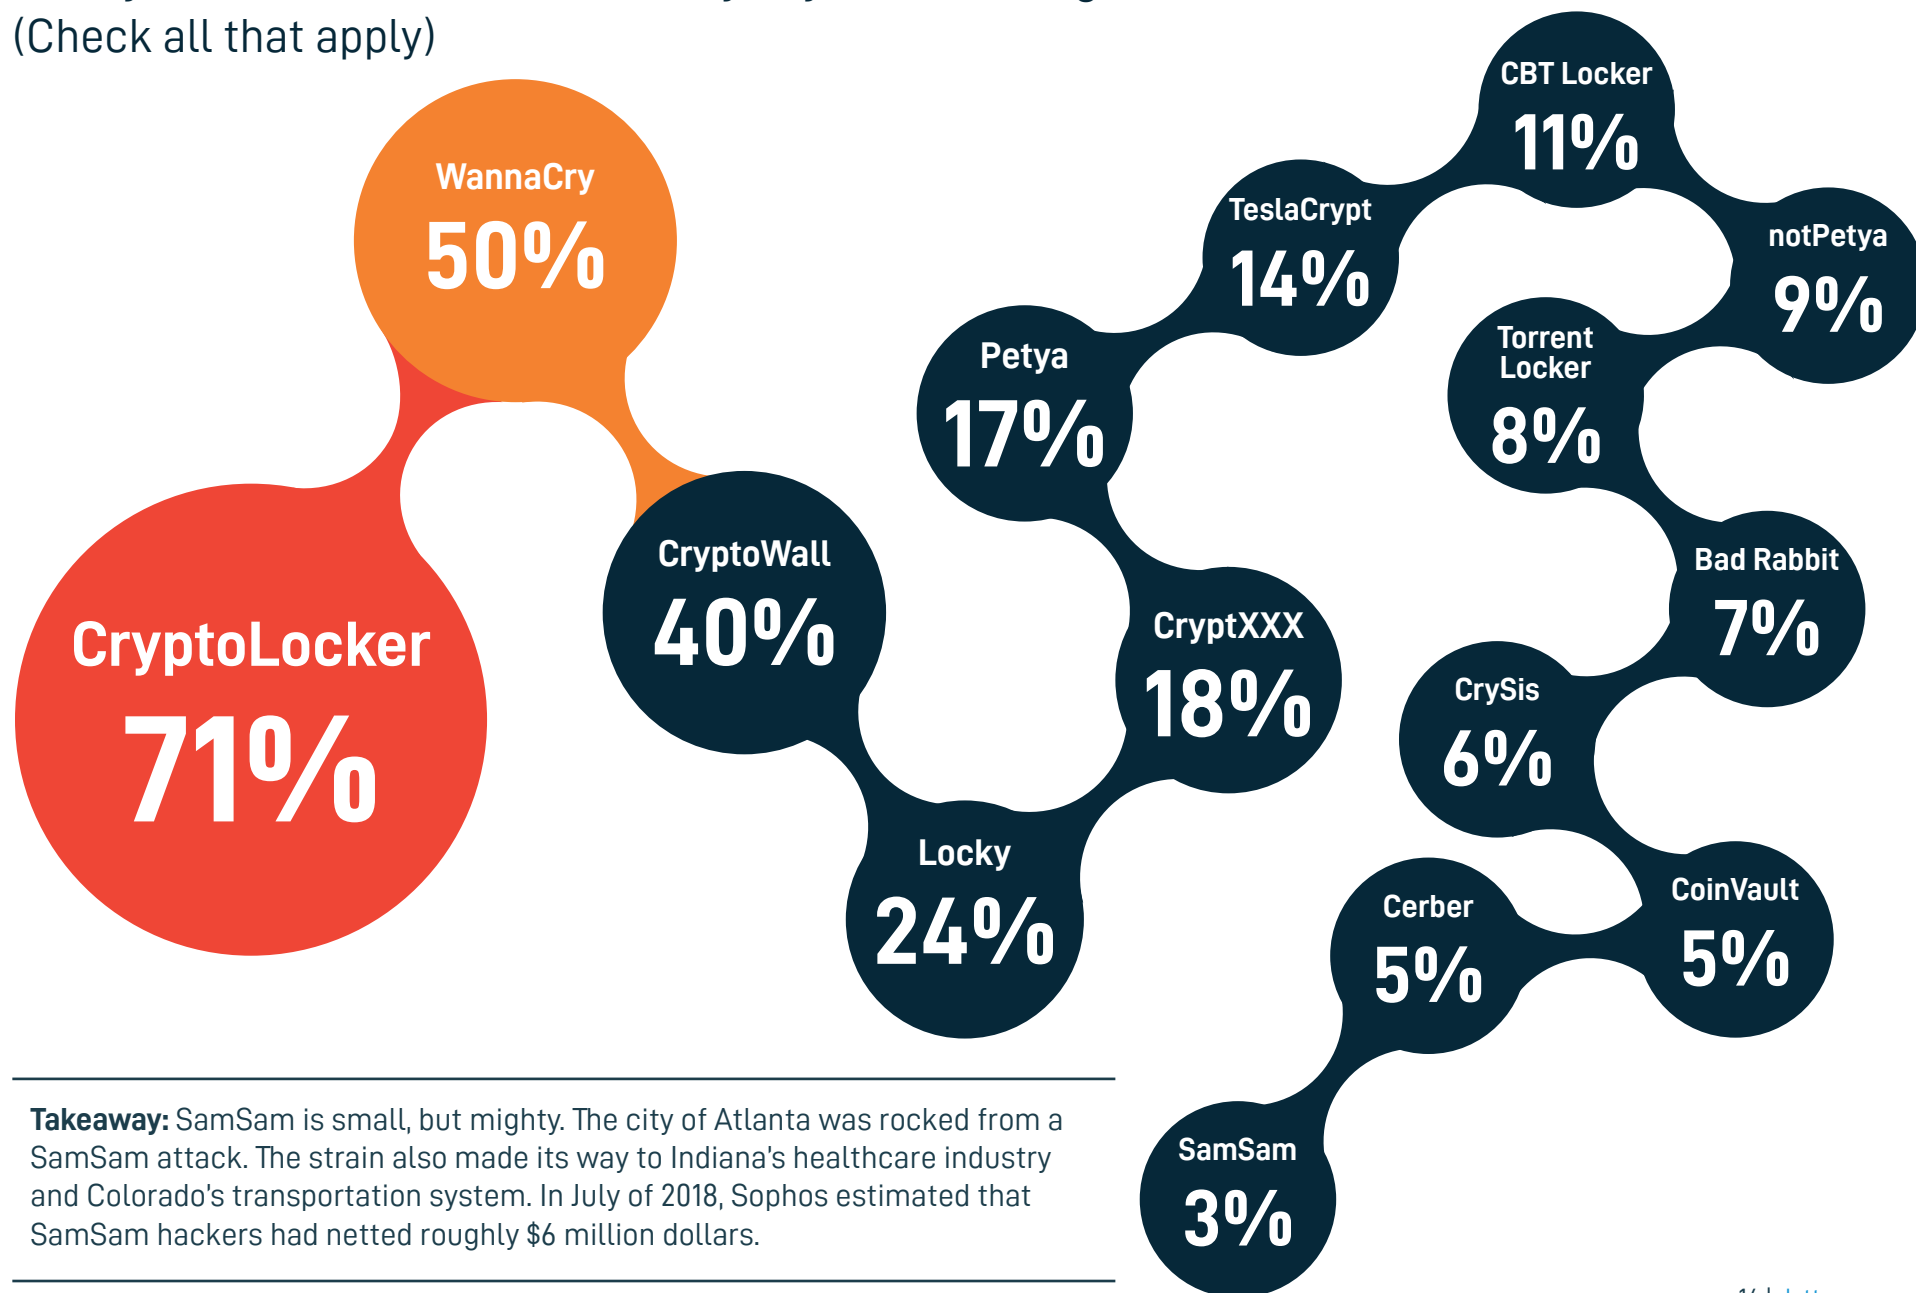 (Check all that apply)
WannaCry
50%
CryptoLocker
71%
CryptoWall
40%
Locky
24%
CryptXXX
18%
Petya
17%
TeslaCrypt
14%
CBT Locker
11%
notPetya
9%
Torrent
Locker
8%
Bad Rabbit
7%
CrySis
6%
CoinVault
5%
Cerber
5%
SamSam
3%
Takeaway: SamSam is small, but mighty. The city of Atlanta was rocked from a
SamSam attack. The strain also made its way to Indiana's healthcare industry
and Colorado's transportation system. In July of 2018, Sophos estimated that
SamSam hackers had netted roughly $6 million dollars.